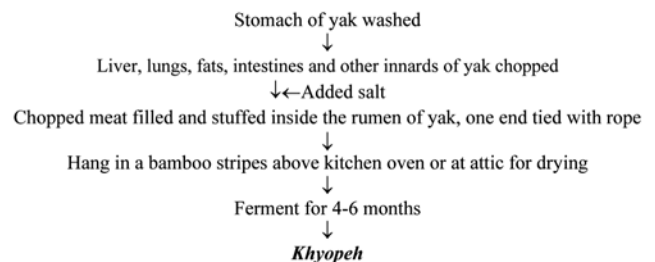 Stomach of yak washed
↓
Liver, lungs, fats, intestines and other innards of yak chopped
↓←Added salt
Chopped meat filled and stuffed inside the rumen of yak, one end tied with rope
↓
Hang in a bamboo stripes above kitchen oven or at attic for drying
↓
Ferment for 4-6 months
↓
Khyopeh